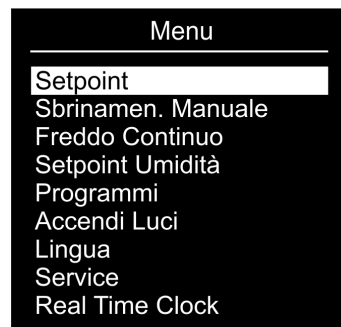 Menu
Setpoint
Sbrinamen. Manuale
Freddo Continuo
Setpoint Umidità
Programmi
Accendi Luci
Lingua
Service
Real Time Clock